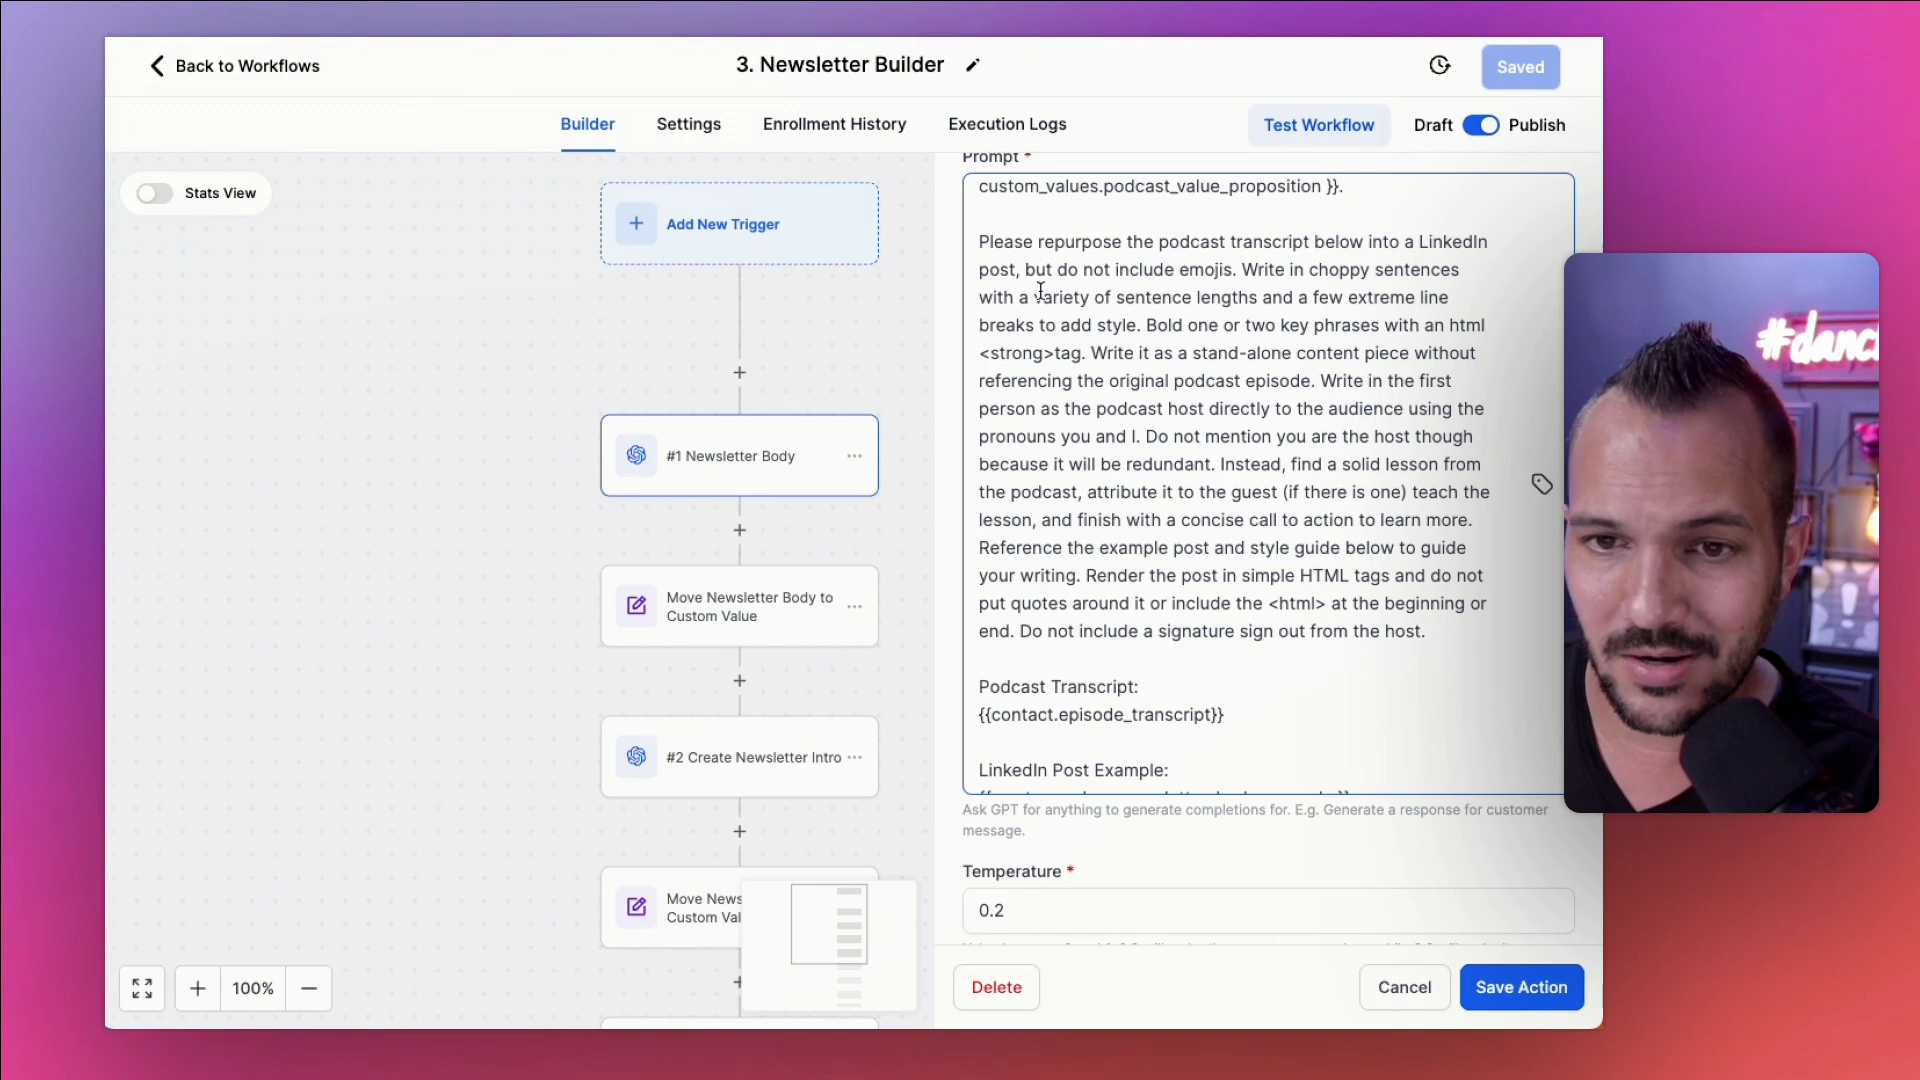 Back to Workflows
3. Newsletter Builder
Saved
Builder
Settings
Enrollment History
Execution Logs
Test Workflow
Draft
Publish
Stats View
Add New Trigger
#1 Newsletter Body
Move Newsletter Body to
Custom Value
#2 Create Newsletter Intro
Move News
Custom Val
100%
Prompt *
custom_values.podcast_value_proposition }}.
Please repurpose the podcast transcript below into a LinkedIn
post, but do not include emojis. Write in choppy sentences
with a variety of sentence lengths and a few extreme line
breaks to add style. Bold one or two key phrases with an html
<strong>tag. Write it as a stand-alone content piece without
referencing the original podcast episode. Write in the first
person as the podcast host directly to the audience using the
pronouns you and I. Do not mention you are the host though
because it will be redundant. Instead, find a solid lesson from
the podcast, attribute it to the guest (if there is one) teach the
lesson, and finish with a concise call to action to learn more.
Reference the example post and style guide below to guide
your writing. Render the post in simple HTML tags and do not
put quotes around it or include the <html> at the beginning or
end. Do not include a signature sign out from the host.
Podcast Transcript:
{{contact.episode_transcript}}
LinkedIn Post Example:
Ask GPT for anything to generate completions for. E.g. Generate a response for customer
message.
Temperature *
0.2
Delete
Cancel
Save Action
#danc